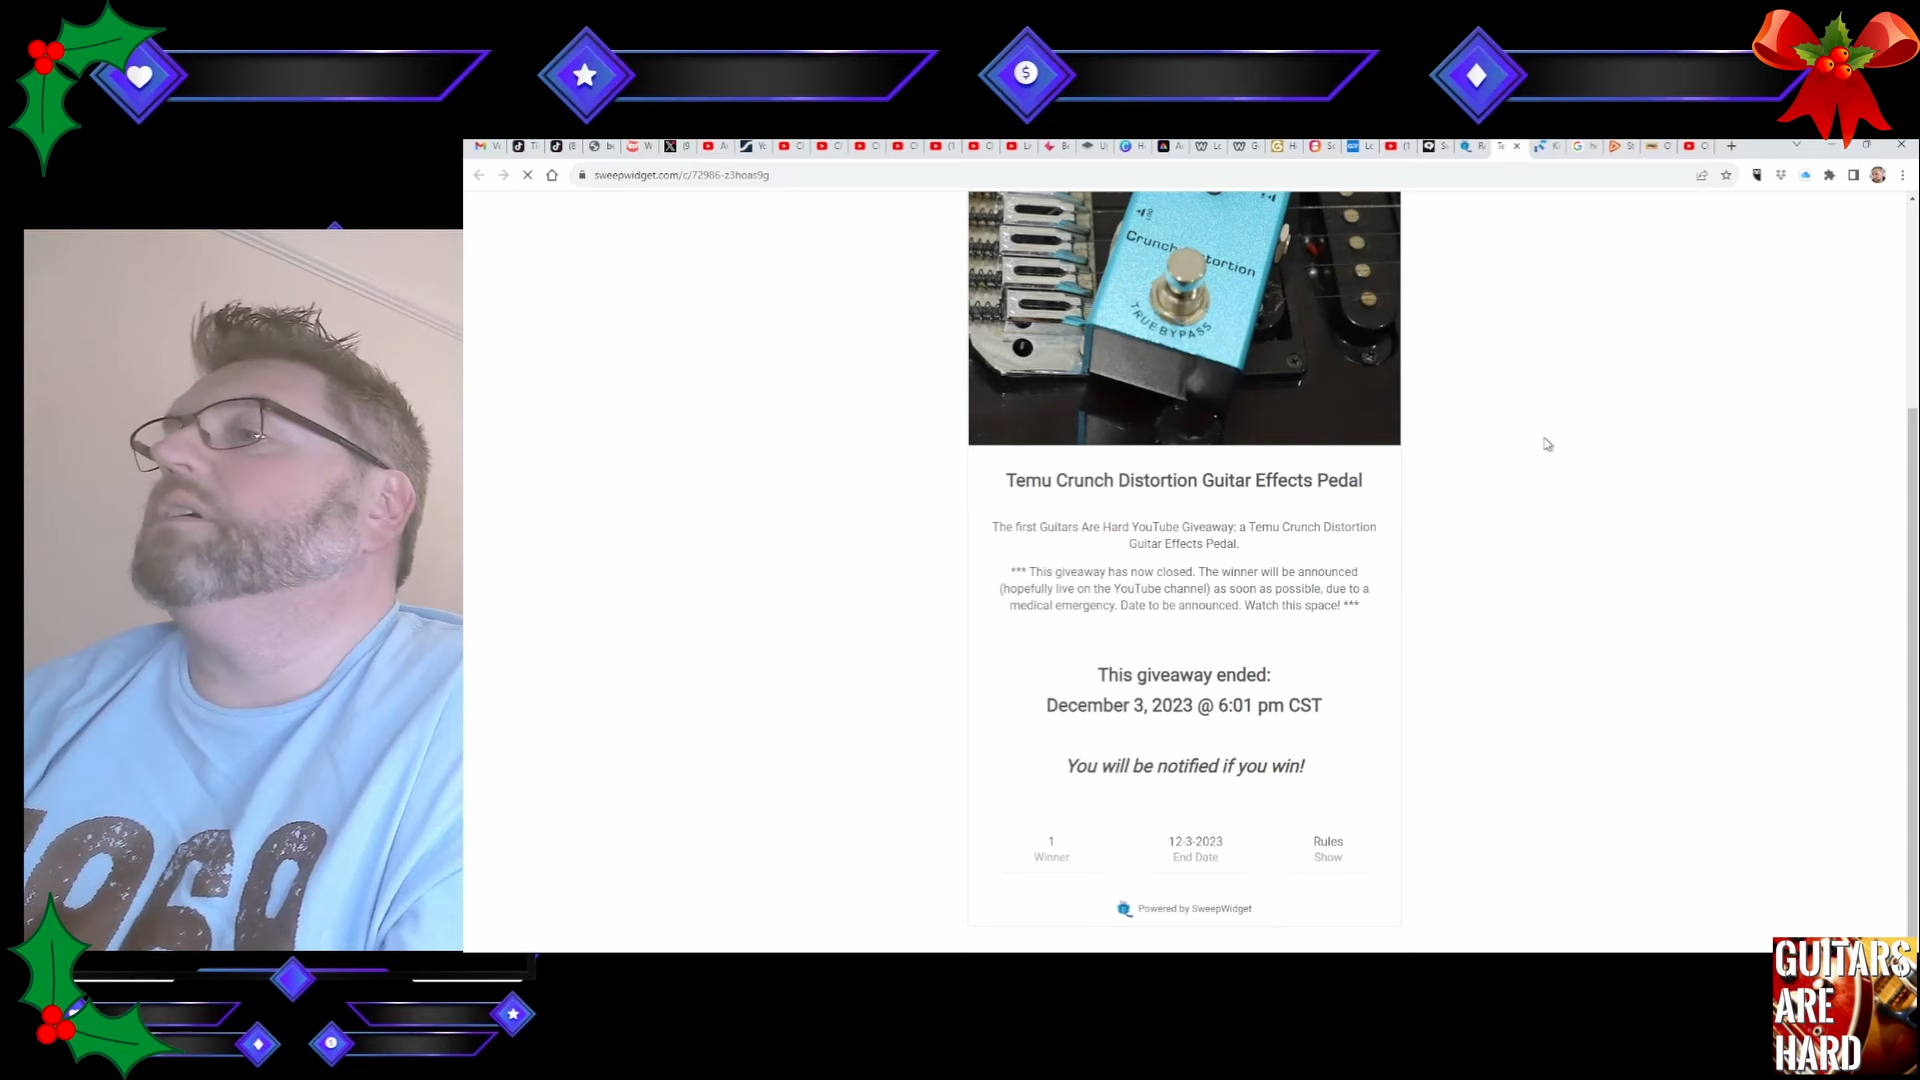 sweepwidget.com/c/72986-z3hoas9g
Crunch Distortion
TRUE BYPASS
Temu Crunch Distortion Guitar Effects Pedal
The first Guitars Are Hard YouTube Giveaway: a Temu Crunch Distortion
Guitar Effects Pedal.
*** This giveaway has now closed. The winner will be announced
(hopefully live on the YouTube channel) as soon as possible, due to a
medical emergency. Date to be announced. Watch this space! ***
This giveaway ended:
December 3, 2023 @ 6:01 pm CST
You will be notified if you win!
1
Winner
12-3-2023
End Date
Rules
Show
Powered by SweepWidget
1969
GUITARS
ARE
HARD